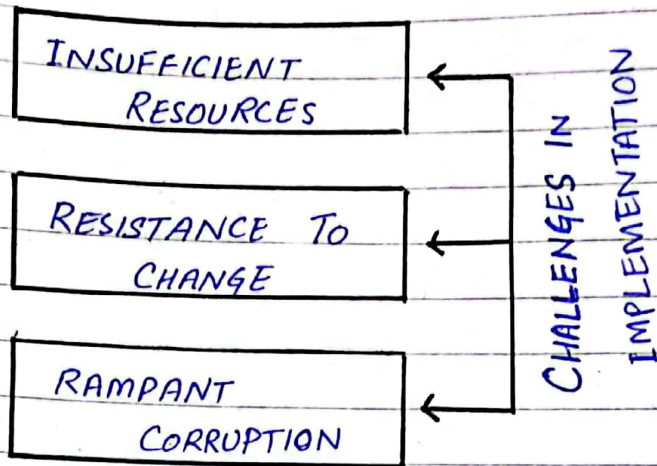 INSUFFICIENT
RESOURCES
RESISTANCE TO
CHANGE
RAMPANT
CORRUPTION
CHALLENGES IN
IMPLEMENTATION